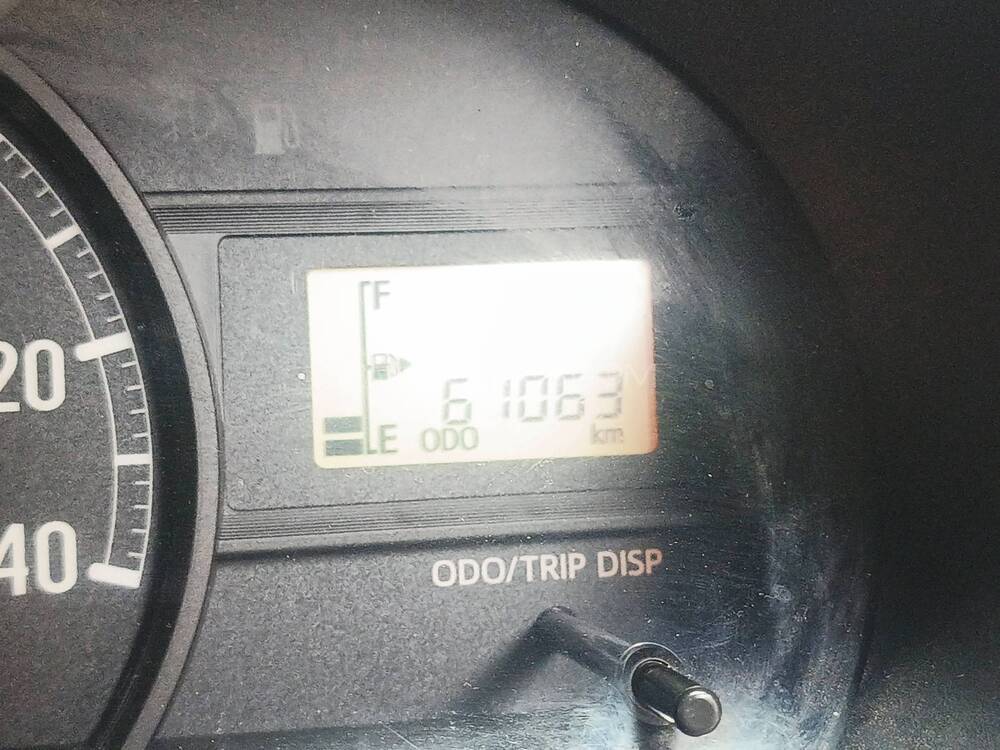 F
20
61063
E ODO km
40
ODO/TRIP DISP